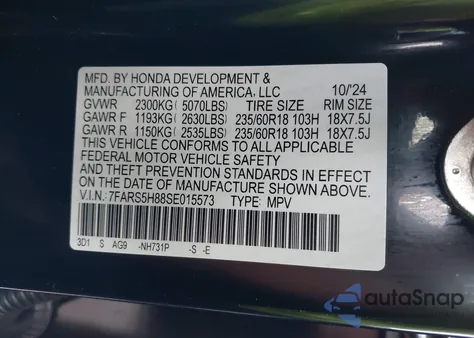 MFD. BY HONDA DEVELOPMENT &
MANUFACTURING OF AMERICA, LLC 10/'24
GVWR 2300KG( 5070LBS) TIRE SIZE RIM SIZE
GAWR F 1193KG( 2630LBS) 235/60R18 103H 18X7.5J
GAWR R 1150KG( 2535LBS) 235/60R18 103H 18X7.5J
THIS VEHICLE CONFORMS TO ALL APPLICABLE
FEDERAL MOTOR VEHICLE SAFETY
AND THEFT PREVENTION STANDARDS IN EFFECT
ON THE DATE OF MANUFACTURE SHOWN ABOVE.
V.I.N.: 7FARS5H88SE015573 TYPE: MPV
3D1 S AG9 -NH731P -S -E
autoSnap